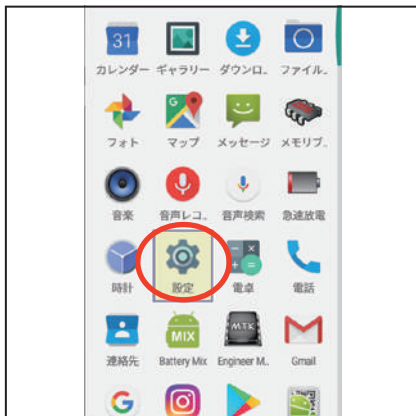 31
カレンダー ギャラリー ダウンロ.. ファイル..
G
フォト マップ メッセージ メモリブ..
音楽 音声レコ.. 音声検索 急速放電
時計 設定 電卓 電話
MIX
MTK
連絡先 Battery Mix Engineer M.. Gmail
G